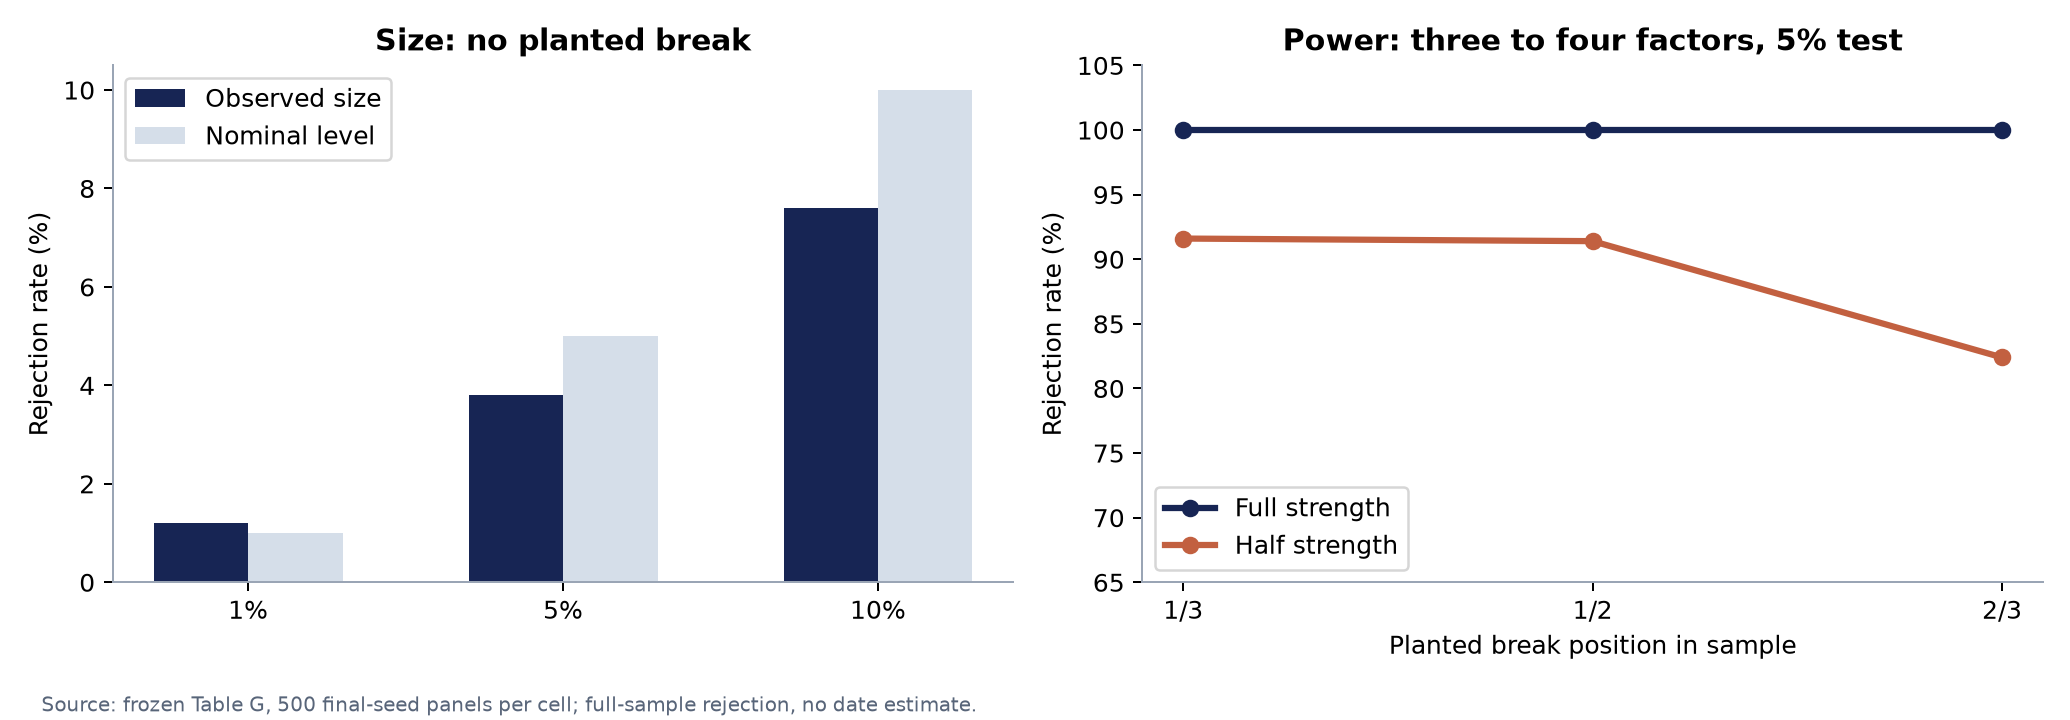 Size: no planted break
Rejection rate (%)
10
8
6
4
2
0
Observed size
Nominal level
1%
5%
10%
Power: three to four factors, 5% test
Rejection rate (%)
105
100
95
90
85
80
75
70
65
Full strength
Half strength
1/3
1/2
2/3
Planted break position in sample
Source: frozen Table G, 500 final-seed panels per cell; full-sample rejection, no date estimate.